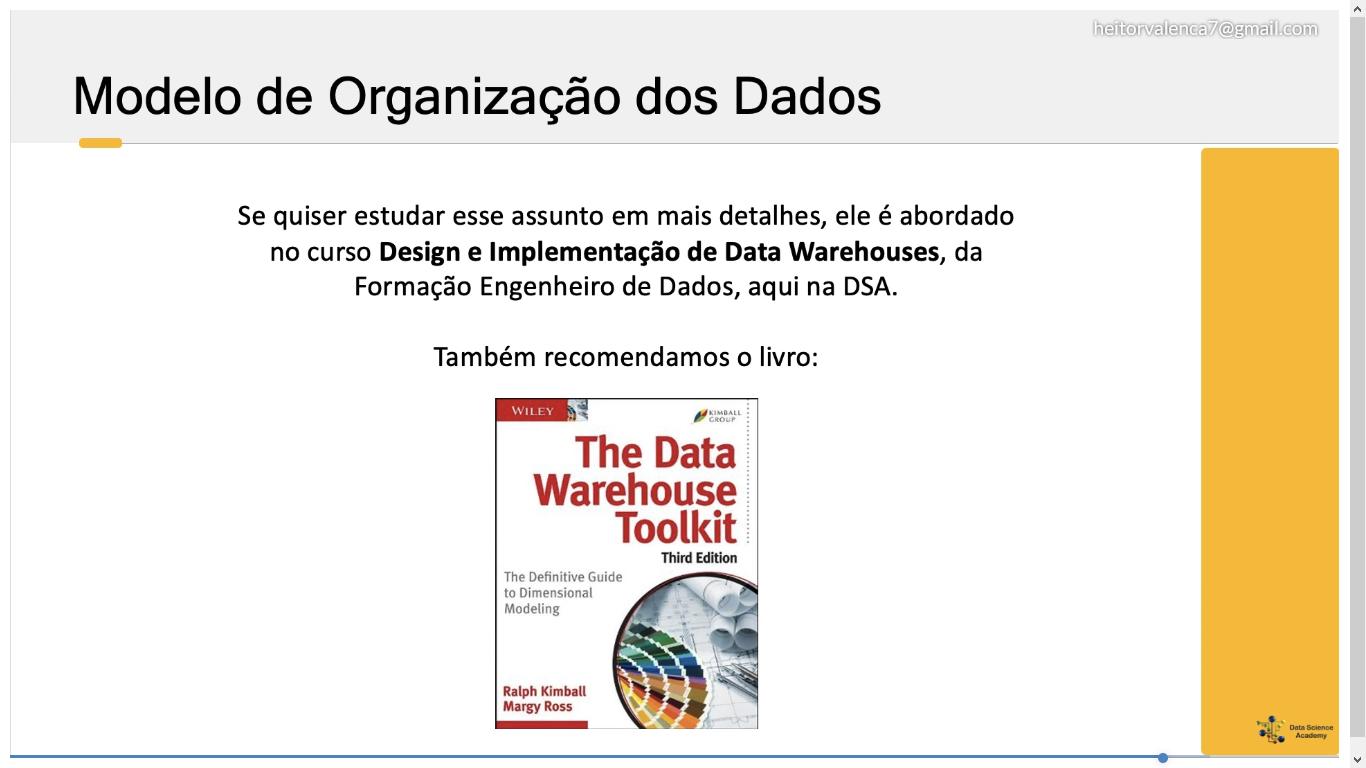 heitorvalenca7@gmail.com
Modelo de Organização dos Dados
Se quiser estudar esse assunto em mais detalhes, ele é abordado
no curso Design e Implementação de Data Warehouses, da
Formação Engenheiro de Dados, aqui na DSA.
Também recomendamos o livro:
WILEY
KIMBALL
GROUP
The Data
Warehouse
Toolkit
Third Edition
The Definitive Guide
to Dimensional
Modeling
Ralph Kimball
Margy Ross
Data Science
Academy